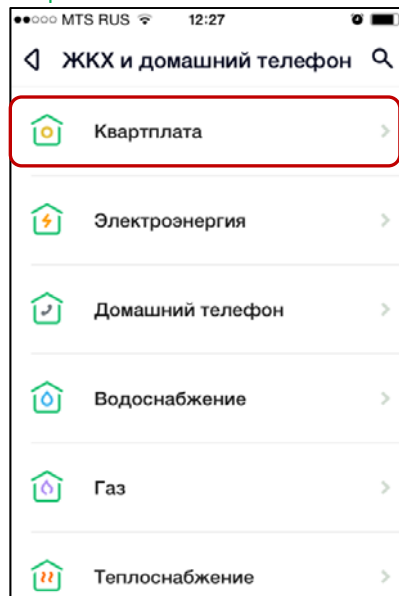 MTS RUS 12:27
ЖКХ и домашний телефон
Квартплата
Электроэнергия
Домашний телефон
Водоснабжение
Газ
Теплоснабжение